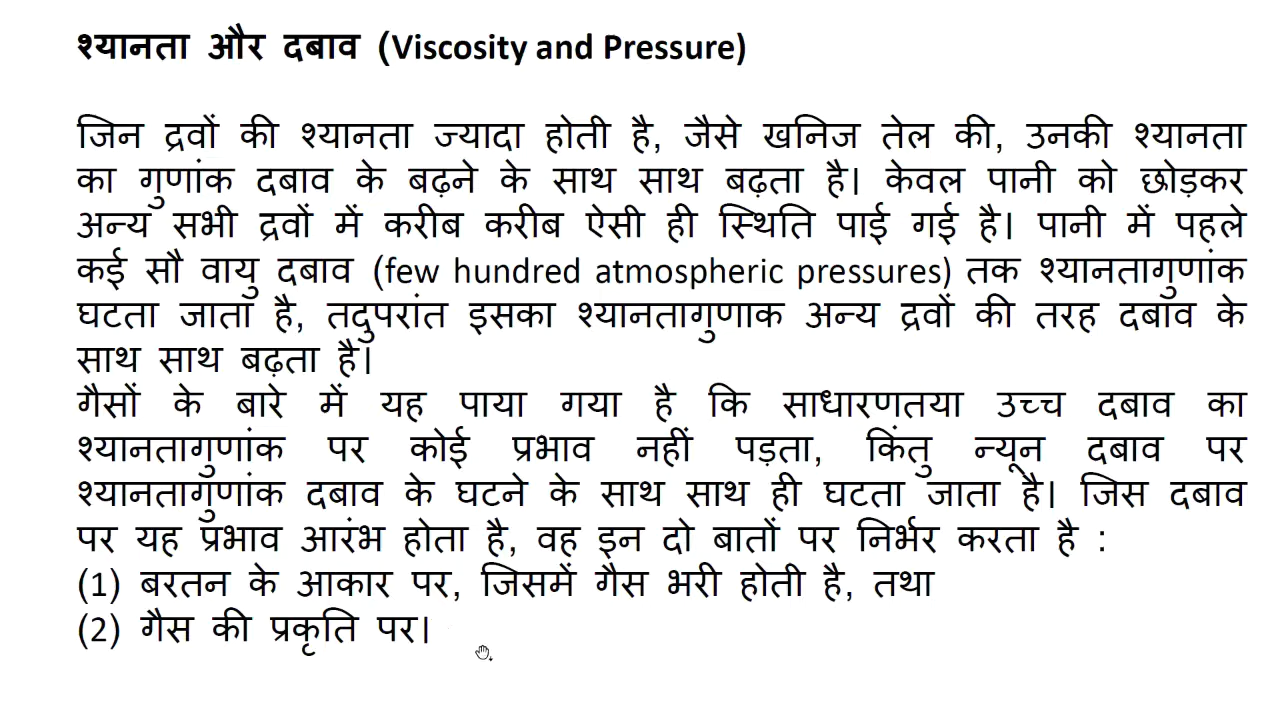 श्यानता और दबाव (Viscosity and Pressure)
जिन द्रवों की श्यानता ज्यादा होती है, जैसे खनिज तेल की, उनकी श्यानता
का गुणांक दबाव के बढ़ने के साथ साथ बढ़ता है। केवल पानी को छोड़कर
अन्य सभी द्रवों में करीब करीब ऐसी ही स्थिति पाई गई है। पानी में पहले
कई सौ वायु दबाव (few hundred atmospheric pressures) तक श्यानतागुणांक
घटता जाता है, तदुपरांत इसका श्यानतागुणाक अन्य द्रवों की तरह दबाव के
साथ साथ बढ़ता है।
गैसों के बारे में यह पाया गया है कि साधारणतया उच्च दबाव का
श्यानतागुणांक पर कोई प्रभाव नहीं पड़ता, किंतु न्यून दबाव पर
श्यानतागुणांक दबाव के घटने के साथ साथ ही घटता जाता है। जिस दबाव
पर यह प्रभाव आरंभ होता है, वह इन दो बातों पर निर्भर करता है :
(1) बरतन के आकार पर, जिसमें गैस भरी होती है, तथा
(2) गैस की प्रकृति पर।